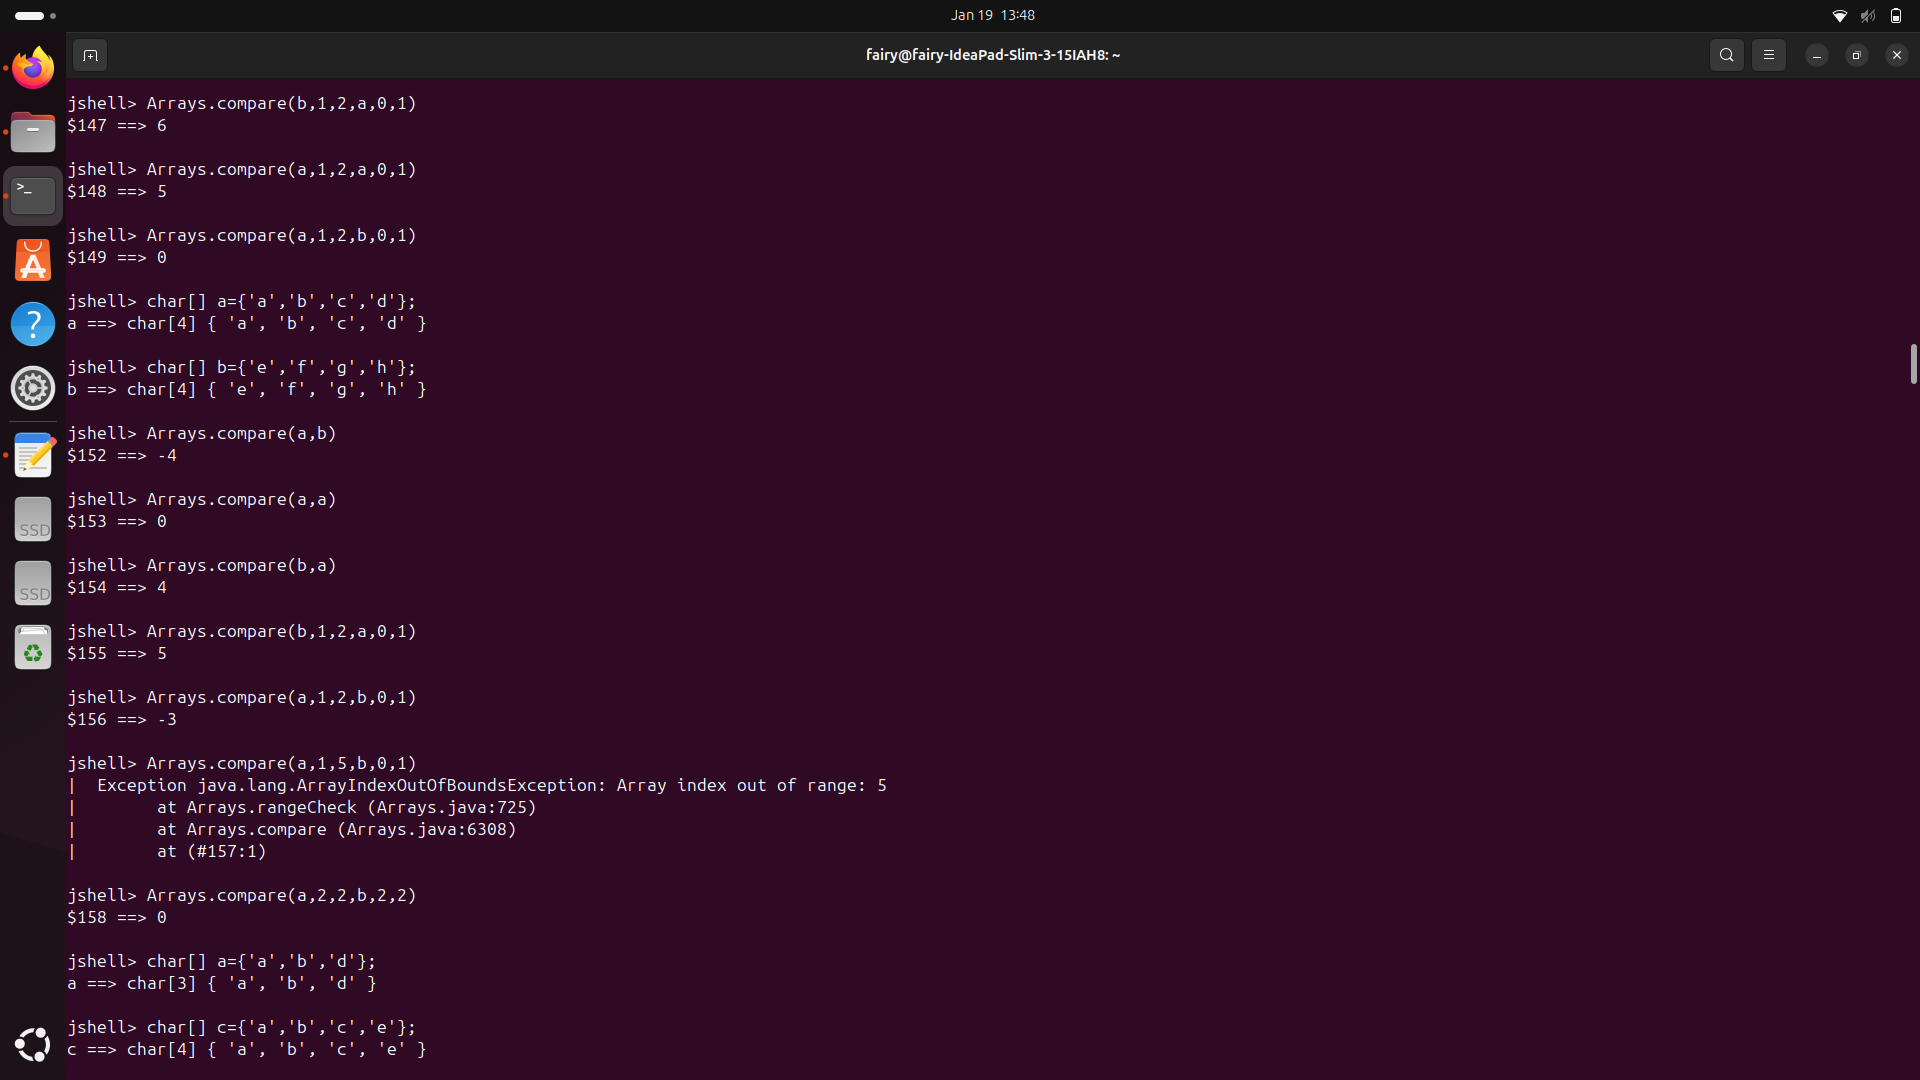 Jan 19 13:48
fairy@fairy-IdeaPad-Slim-3-15IAH8: ~
jshell> Arrays.compare(b,1,2,a,0,1)
$147 ==> 6
jshell> Arrays.compare(a,1,2,a,0,1)
$148 ==> 5
jshell> Arrays.compare(a,1,2,b,0,1)
$149 ==> 0
jshell> char[] a={'a','b','c','d'};
a ==> char[4] { 'a', 'b', 'c', 'd' }
jshell> char[] b={'e','f','g','h'};
b ==> char[4] { 'e', 'f', 'g', 'h' }
jshell> Arrays.compare(a,b)
$152 ==> -4
jshell> Arrays.compare(a,a)
$153 ==> 0
jshell> Arrays.compare(b,a)
$154 ==> 4
jshell> Arrays.compare(b,1,2,a,0,1)
$155 ==> 5
jshell> Arrays.compare(a,1,2,b,0,1)
$156 ==> -3
jshell> Arrays.compare(a,1,5,b,0,1)
|  Exception java.lang.ArrayIndexOutOfBoundsException: Array index out of range: 5
|        at Arrays.rangeCheck (Arrays.java:725)
|        at Arrays.compare (Arrays.java:6308)
|        at (#157:1)
jshell> Arrays.compare(a,2,2,b,2,2)
$158 ==> 0
jshell> char[] a={'a','b','d'};
a ==> char[3] { 'a', 'b', 'd' }
jshell> char[] c={'a','b','c','e'};
c ==> char[4] { 'a', 'b', 'c', 'e' }
>_
?
SSD
SSD